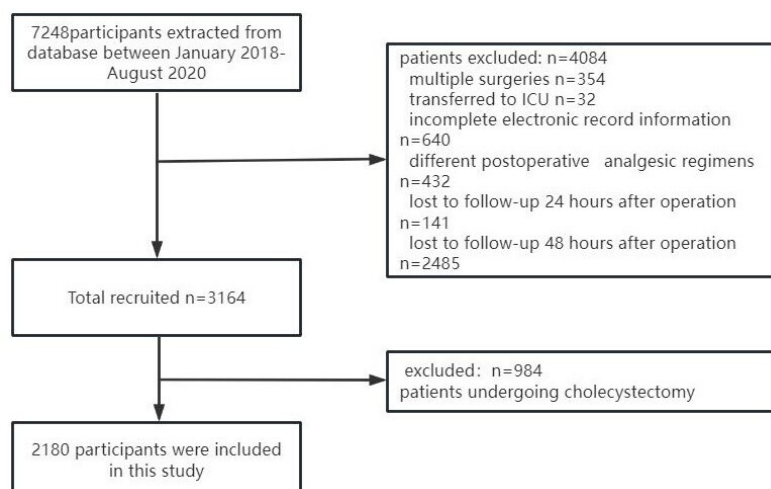 7248participants extracted from
database between January 2018-
August 2020
patients excluded: n=4084
multiple surgeries n=354
transferred to ICU n=32
incomplete electronic record information
n=640
different postoperative analgesic regimens
n=432
lost to follow-up 24 hours after operation
n=141
lost to follow-up 48 hours after operation
n=2485
Total recruited n=3164
excluded: n=984
patients undergoing cholecystectomy
2180 participants were included
in this study